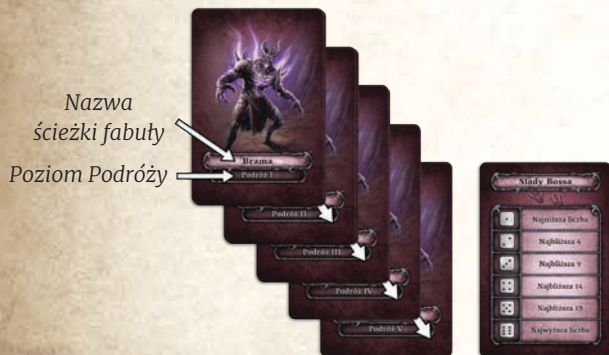 Nazwa
ścieżki fabuły
Poziom Podróży
Brama
Podróż I
Podróż II
Podróż III
Podróż IV
Podróż V
Ślady Bossa
Najniższa liczba
Najbliższa 4
Najbliższa 9
Najbliższa 14
Najbliższa 19
Najwyższa liczba